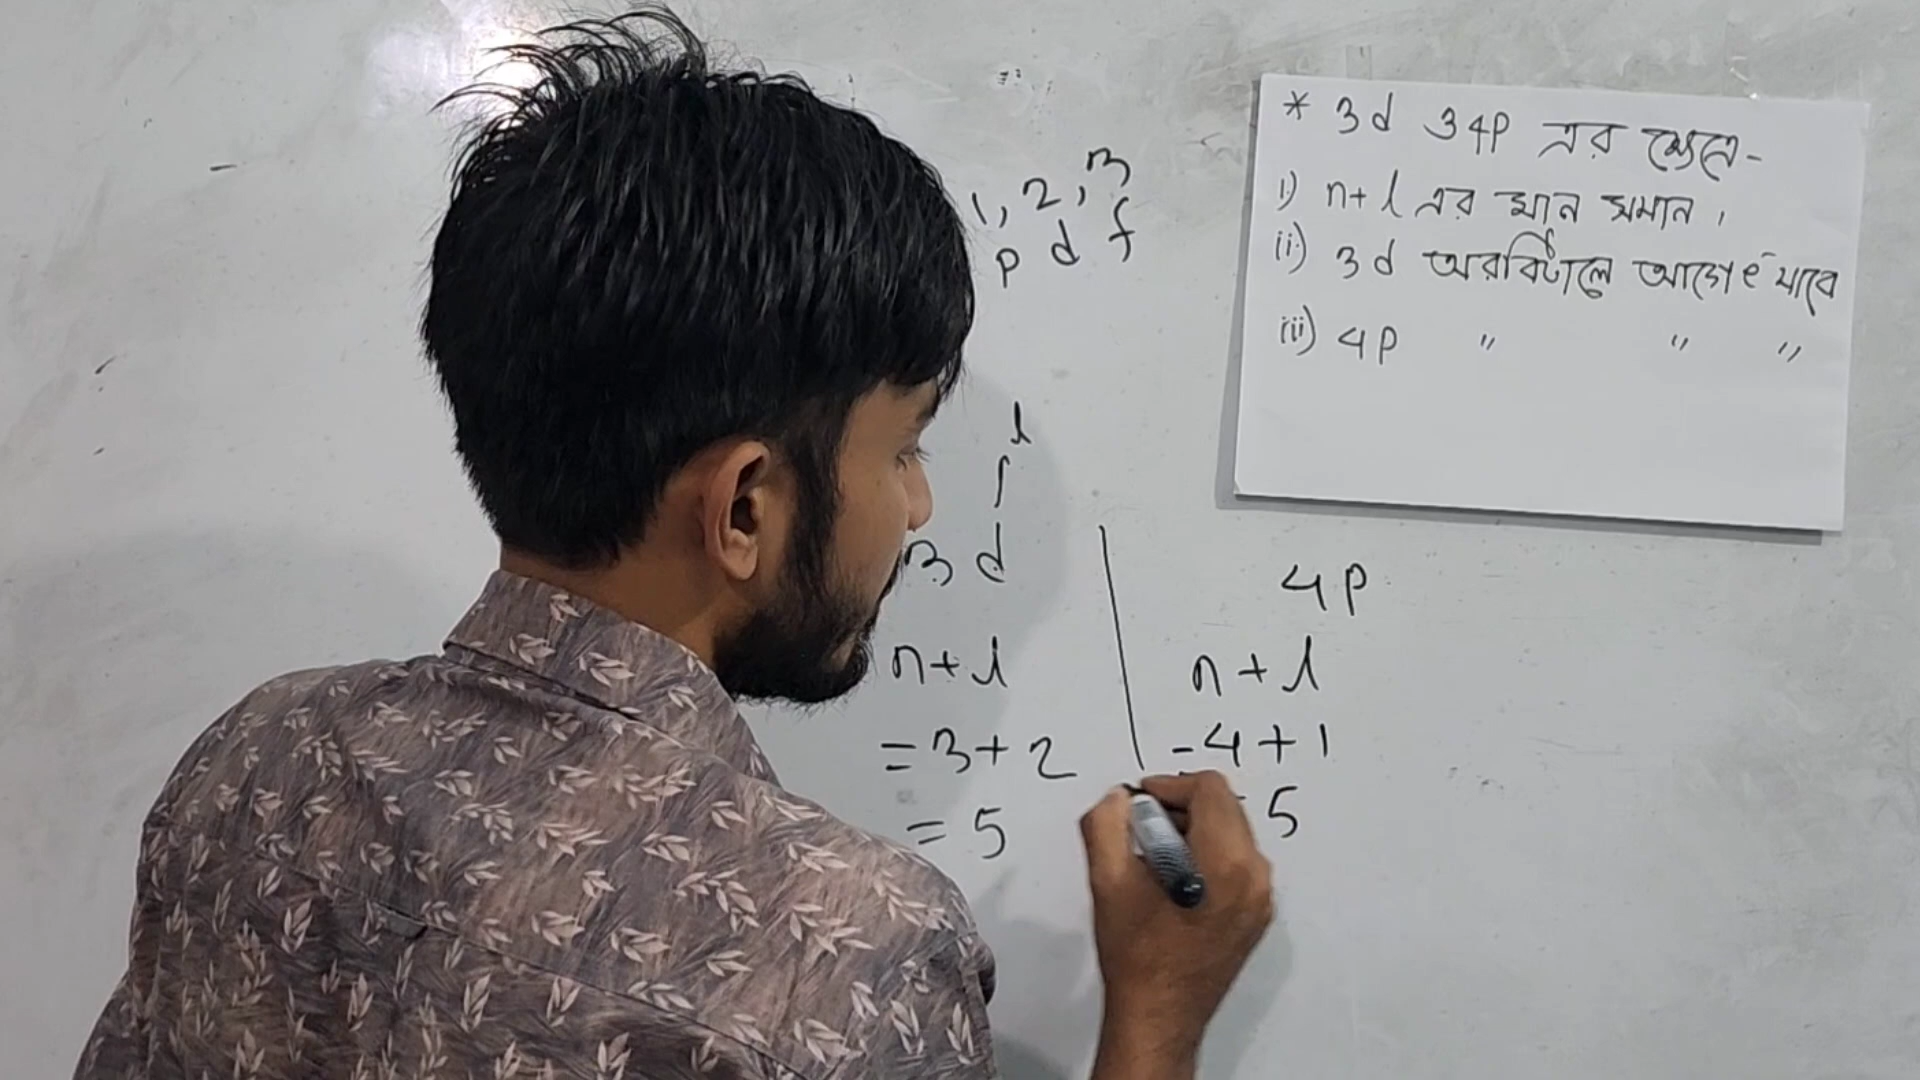 * 3d ও 4p এর ক্ষেত্রে-
i) n+l এর মান সমান।
ii) 3d অরবিটালে আগে e⁻ যাবে
iii) 4p " " "
1, 2, 3
p d f
l
3d
4p
n+l
n+l
=3+2
=4+1
= 5
= 5